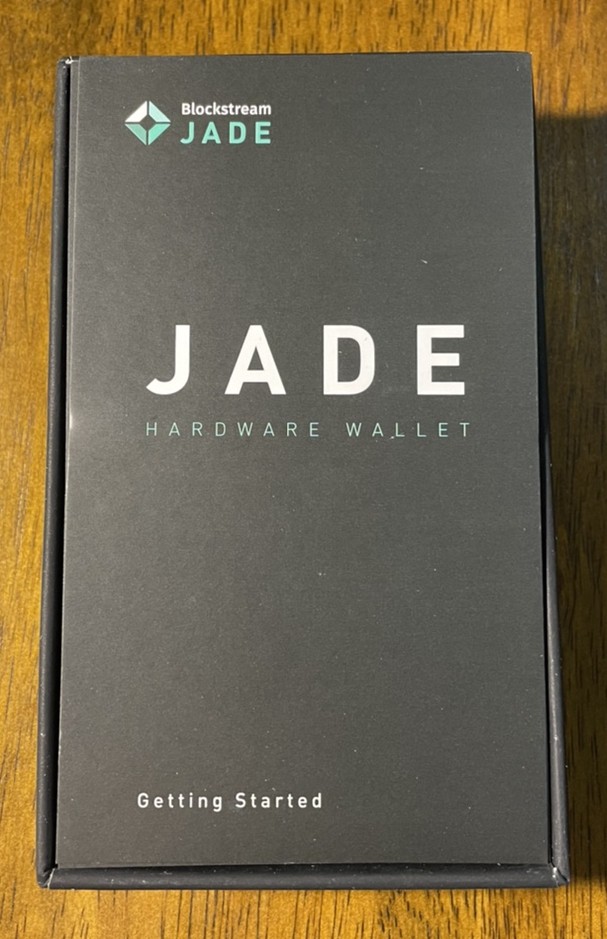 Blockstream
JADE
JADE
HARDWARE WALLET
Getting Started